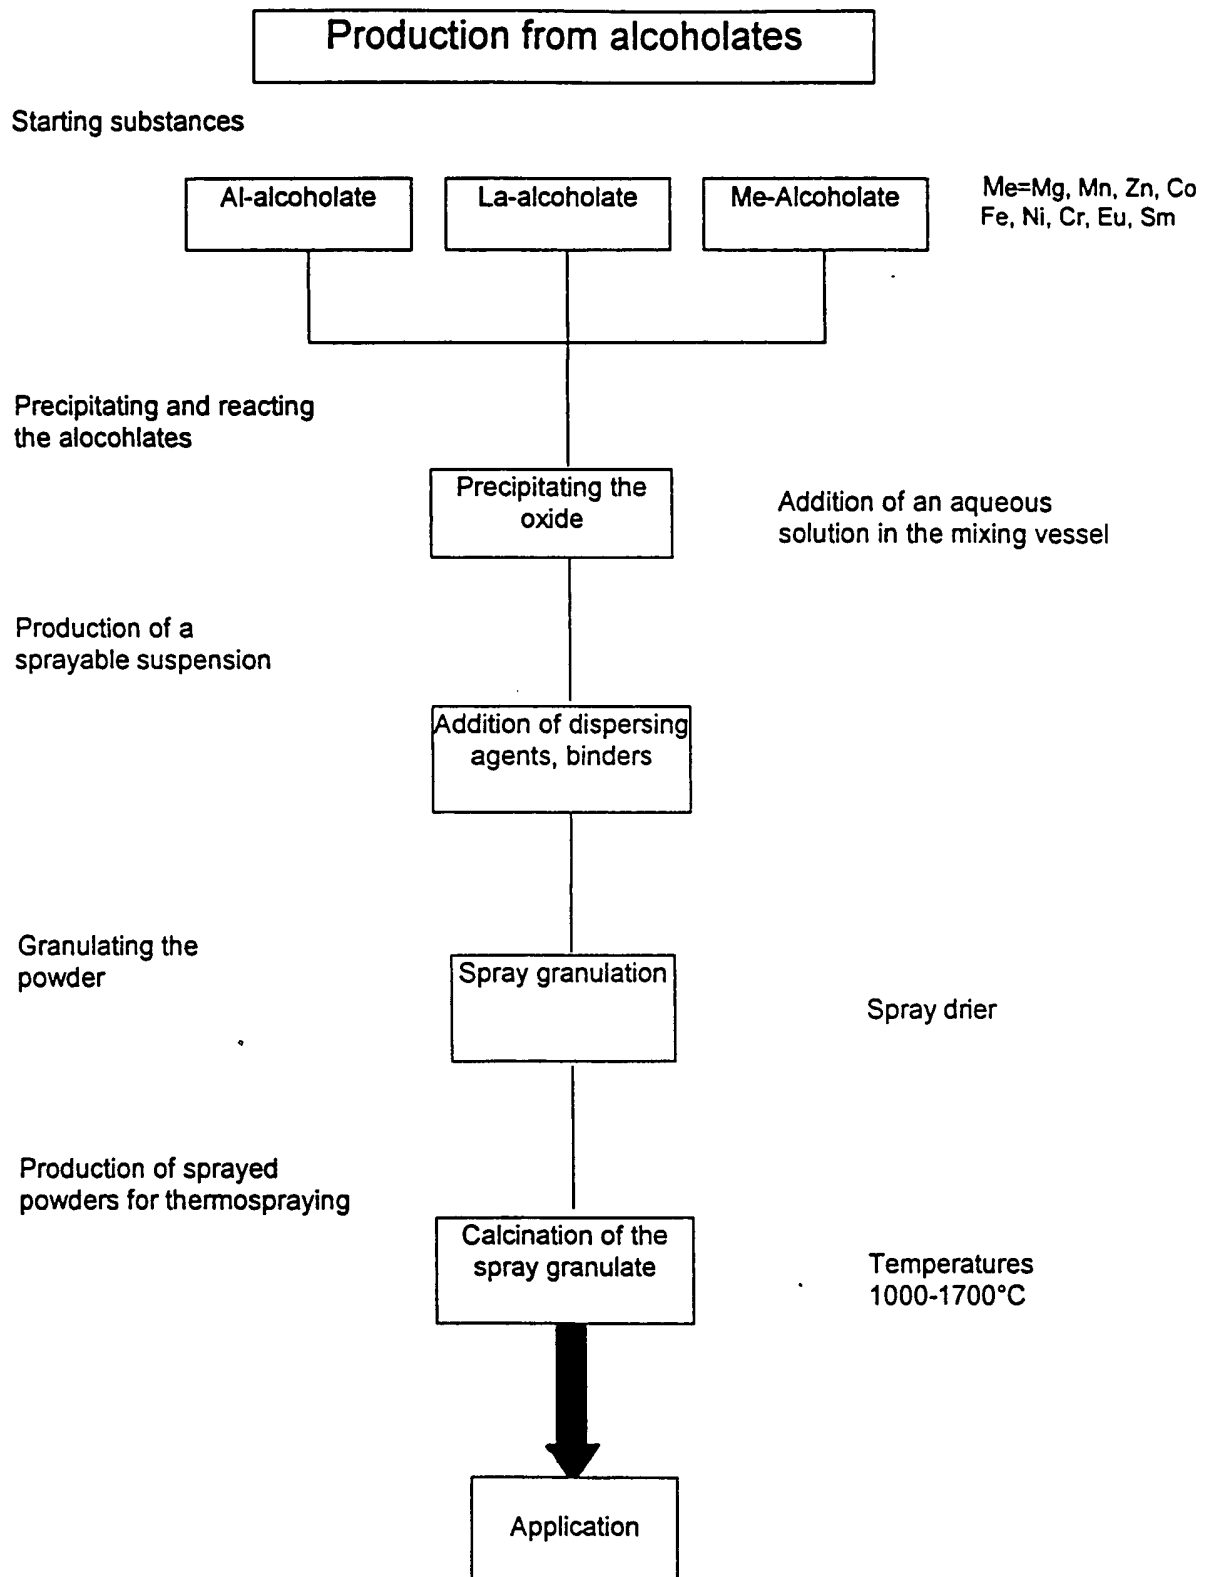 Production from alcoholates
Starting substances
Al-alcoholate
La-alcoholate
Me-Alcoholate
Me=Mg, Mn, Zn, Co
Fe, Ni, Cr, Eu, Sm
Precipitating and reacting
the alocohlates
Precipitating the
oxide
Addition of an aqueous
solution in the mixing vessel
Production of a
sprayable suspension
Addition of dispersing
agents, binders
Granulating the
powder
Spray granulation
Spray drier
Production of sprayed
powders for thermospraying
Calcination of the
spray granulate
Temperatures
1000-1700°C
Application